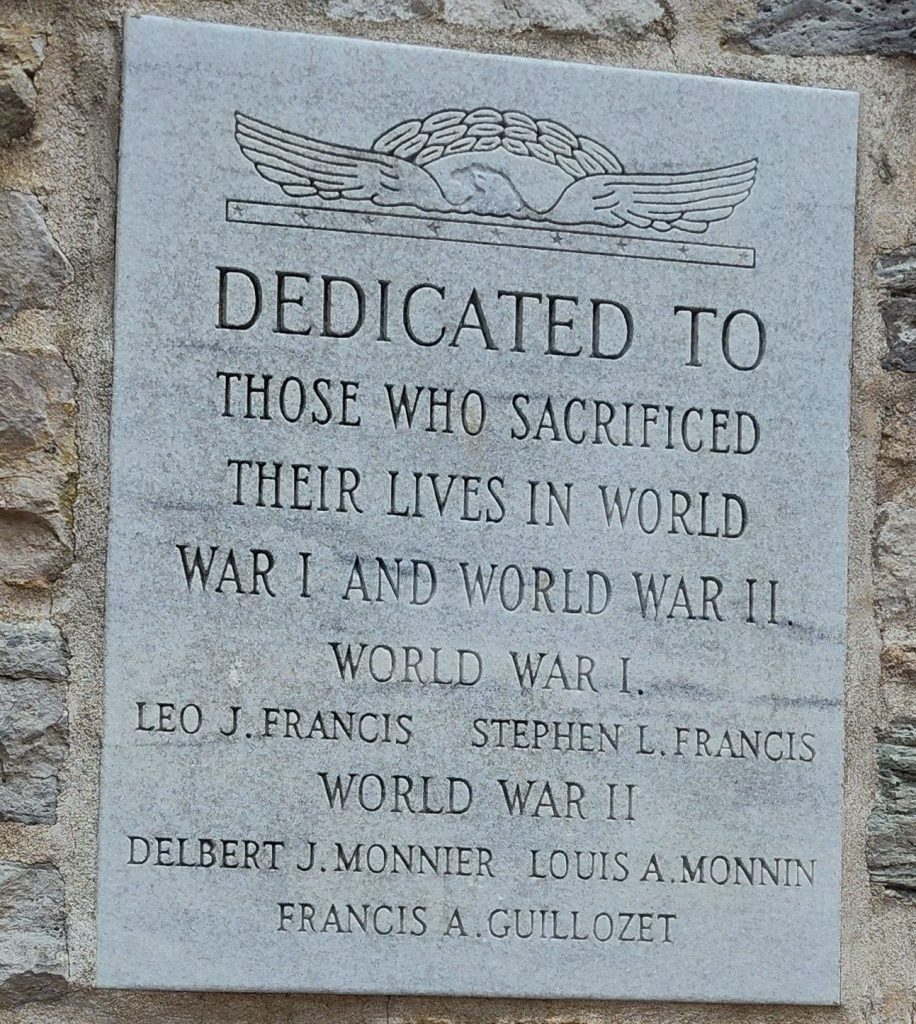 DEDICATED TO
THOSE WHO SACRIFICED
THEIR LIVES IN WORLD
WAR I AND WORLD WAR II.
WORLD WAR I.
LEO J. FRANCIS STEPHEN L. FRANCIS
WORLD WAR II
DELBERT J. MONNIER LOUIS A. MONNIN
FRANCIS A. GUILLOZET